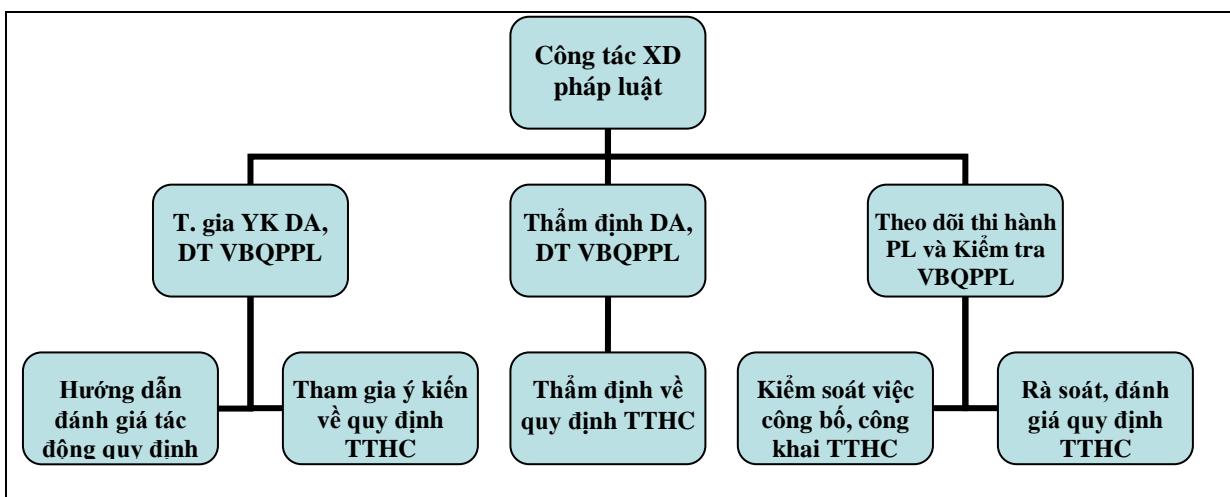 Công tác XD
pháp luật
T. gia YK DA,
DT VBQPPL
Thẩm định DA,
DT VBQPPL
Theo dõi thi hành
PL và Kiểm tra
VBQPPL
Hướng dẫn
đánh giá tác
động quy định
Tham gia ý kiến
về quy định
TTHC
Thẩm định về
quy định TTHC
Kiểm soát việc
công bố, công
khai TTHC
Rà soát, đánh
giá quy định
TTHC